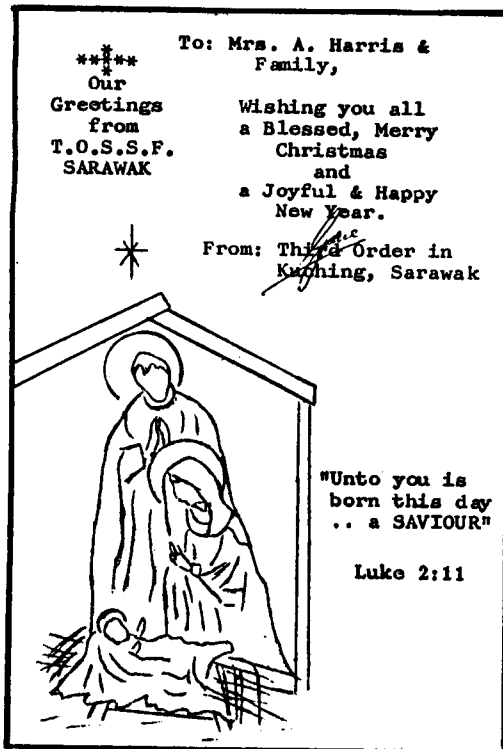 Our
Greetings
from
T.O.S.S.F.
SARAWAK
To: Mrs. A. Harris &
Family,
Wishing you all
a Blessed, Merry
Christmas
and
a Joyful & Happy
New Year.
From: Third Order in
Kuching, Sarawak
"Unto you is
born this day
.. a SAVIOUR"
Luke 2:11